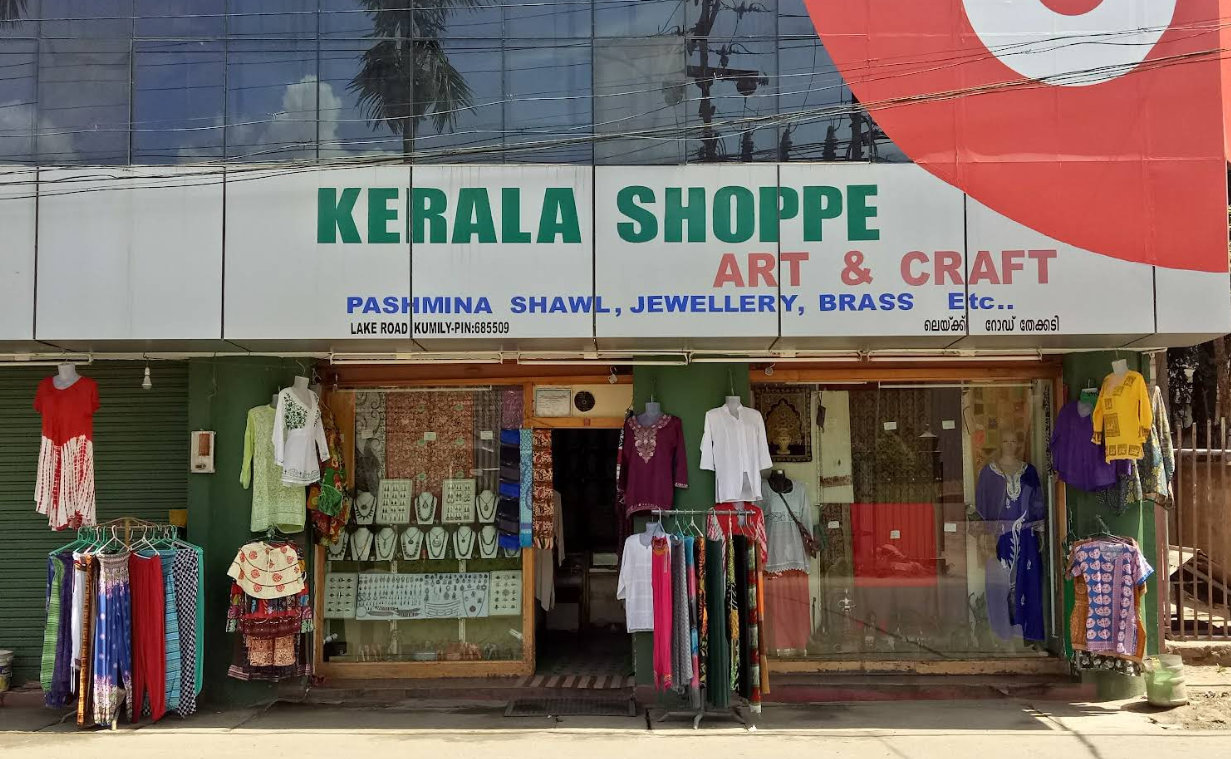 KERALA SHOPPE
ART & CRAFT
PASHMINA SHAWL, JEWELLERY, BRASS Etc..
LAKE ROAD KUMILY-PIN:685509 ലെയ്ക്ക് റോഡ് തേക്കടി